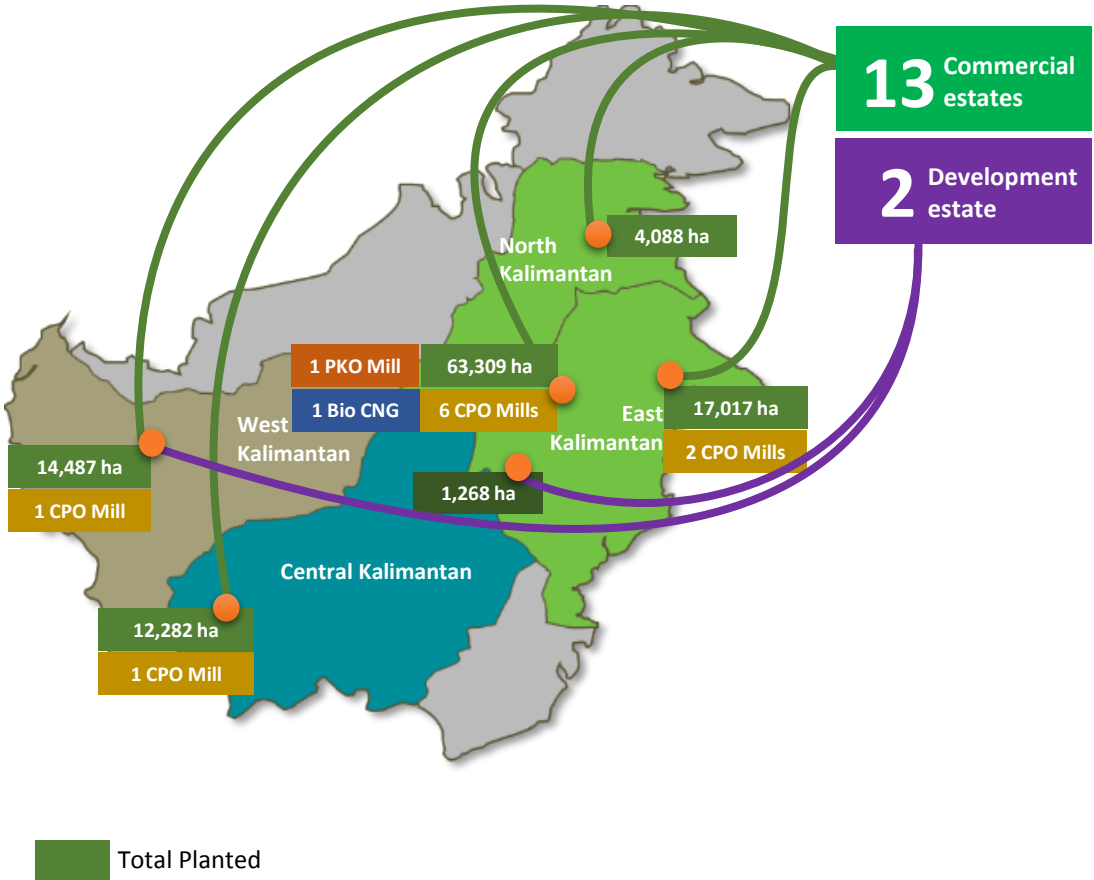 13 Commercial
estates
2 Development
estate
4,088 ha
North
Kalimantan
1 PKO Mill
63,309 ha
1 Bio CNG
6 CPO Mills
East
Kalimantan
17,017 ha
2 CPO Mills
West
Kalimantan
14,487 ha
1 CPO Mill
1,268 ha
Central Kalimantan
12,282 ha
1 CPO Mill
Total Planted